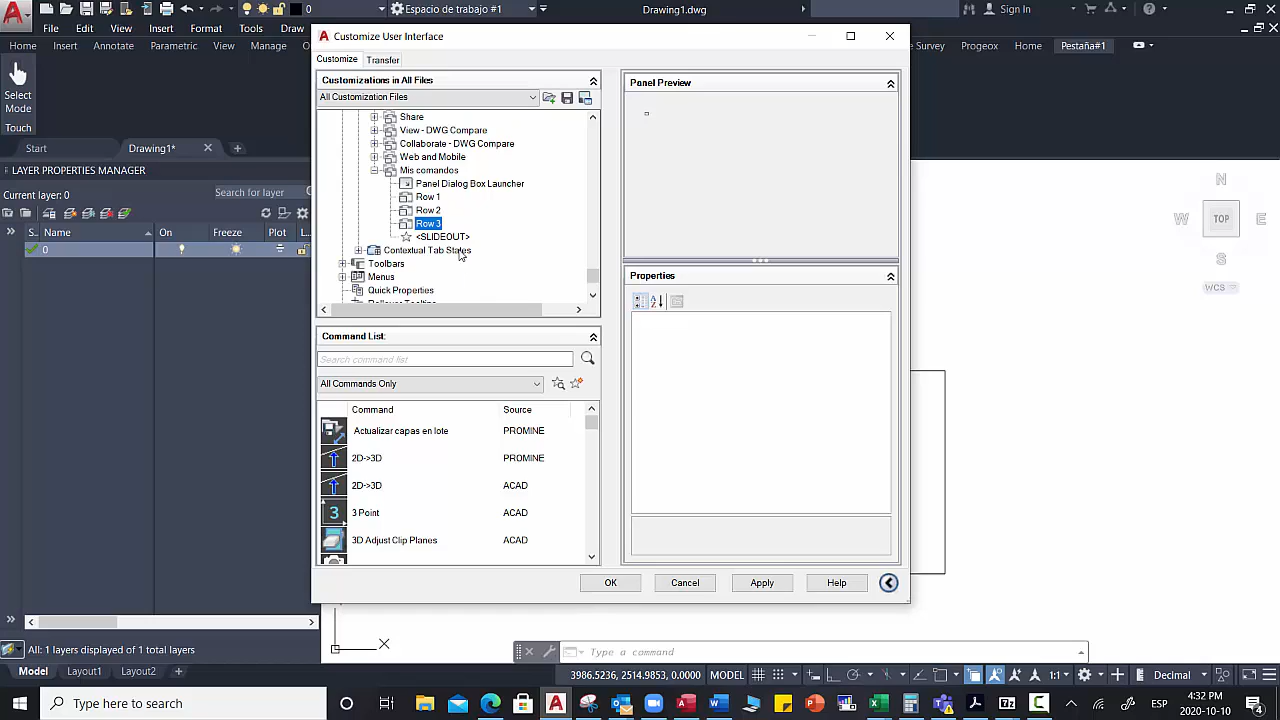 0
Espacio de trabajo #1
Drawing1.dwg
Sign In
File Edit View Insert Format Tools Draw
Home Insert Annotate Parametric View Manage
Survey Progeox Home Pestaña#1
Select
Mode
Touch
Start Drawing1*
LAYER PROPERTIES MANAGER
Current layer: 0
Search for layer
S.. Name On Freeze Plot
0
Customize User Interface
Customize Transfer
Customizations in All Files
All Customization Files
Share
View - DWG Compare
Collaborate - DWG Compare
Web and Mobile
Mis comandos
Panel Dialog Box Launcher
Row 1
Row 2
Row 3
<SLIDEOUT>
Contextual Tab States
Toolbars
Menus
Quick Properties
Rollover Tooltips
Command List:
Search command list
All Commands Only
Command Source
Actualizar capas en lote PROMINE
2D->3D PROMINE
2D->3D ACAD
3 Point ACAD
3D Adjust Clip Planes ACAD
Panel Preview
Properties
OK Cancel Apply Help
N
W TOP E
S
WCS
X
All: 1 layers displayed of 1 total layers
Type a command
Model Layout1 Layout2
3986.5236, 2514.9853, 0.0000 MODEL 1:1 Decimal
Type here to search
ESP
4:32 PM
2020-10-10